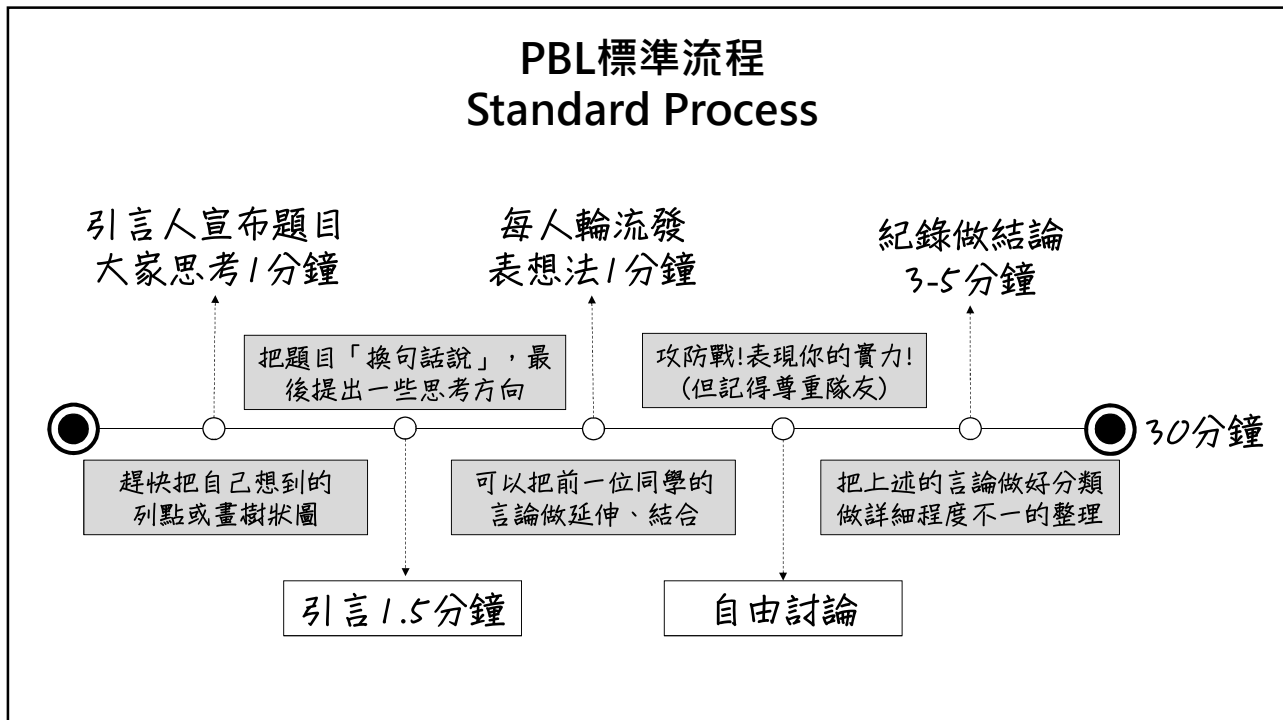 PBL標準流程
Standard Process
引言人宣布題目
大家思考1分鐘
每人輪流發
表想法1分鐘
紀錄做結論
3-5分鐘
把題目「換句話說」，最
後提出一些思考方向
攻防戰!表現你的實力!
(但記得尊重隊友)
30分鐘
趕快把自己想到的
列點或畫樹狀圖
可以把前一位同學的
言論做延伸、結合
把上述的言論做好分類
做詳細程度不一的整理
引言1.5分鐘
自由討論